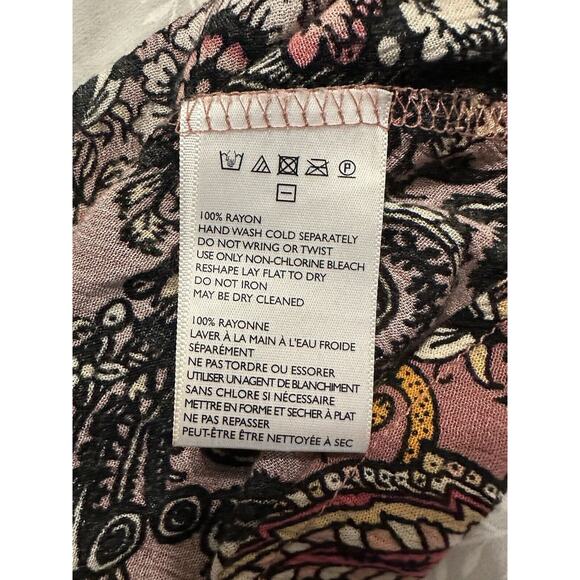 100% RAYON
HAND WASH COLD SEPARATELY
DO NOT WRING OR TWIST
USE ONLY NON-CHLORINE BLEACH
RESHAPE LAY FLAT TO DRY
DO NOT IRON
MAY BE DRY CLEANED
100% RAYONNE
LAVER À LA MAIN À L'EAU FROIDE
SÉPARÉMENT
NE PAS TORDRE OU ESSORER
UTILISER UN AGENT DE BLANCHIMENT
SANS CHLORE SI NÉCESSAIRE
METTRE EN FORME ET SECHER À PLAT
NE PAS REPASSER
PEUT-ÊTRE ÊTRE NETTOYÉE À SEC